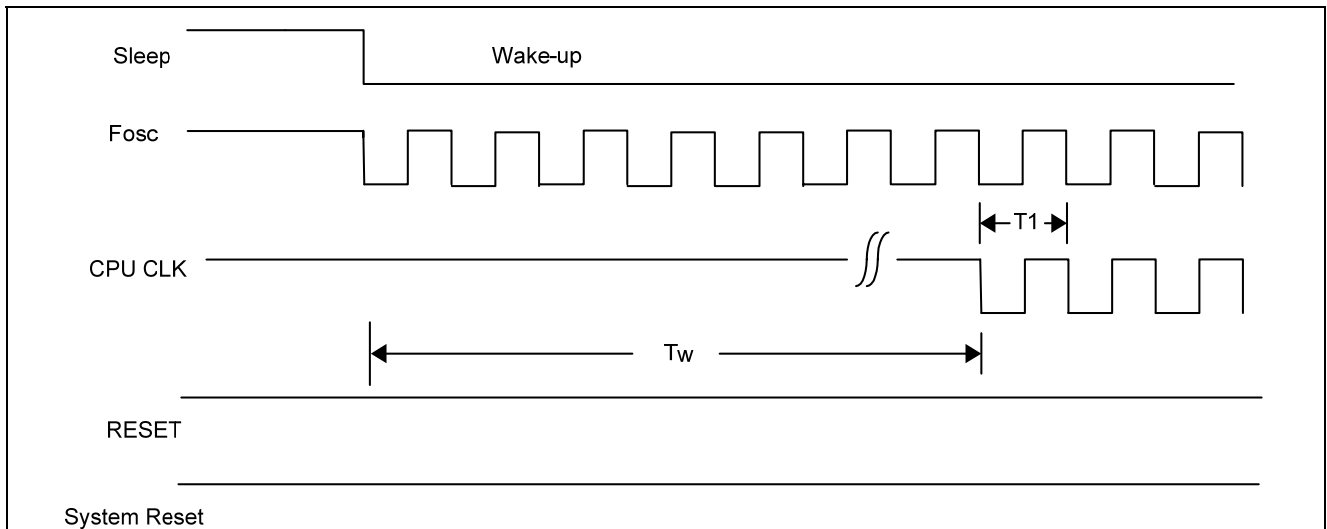 Sleep
Wake-up
Fosc
T1
CPU CLK
Tw
RESET
System Reset